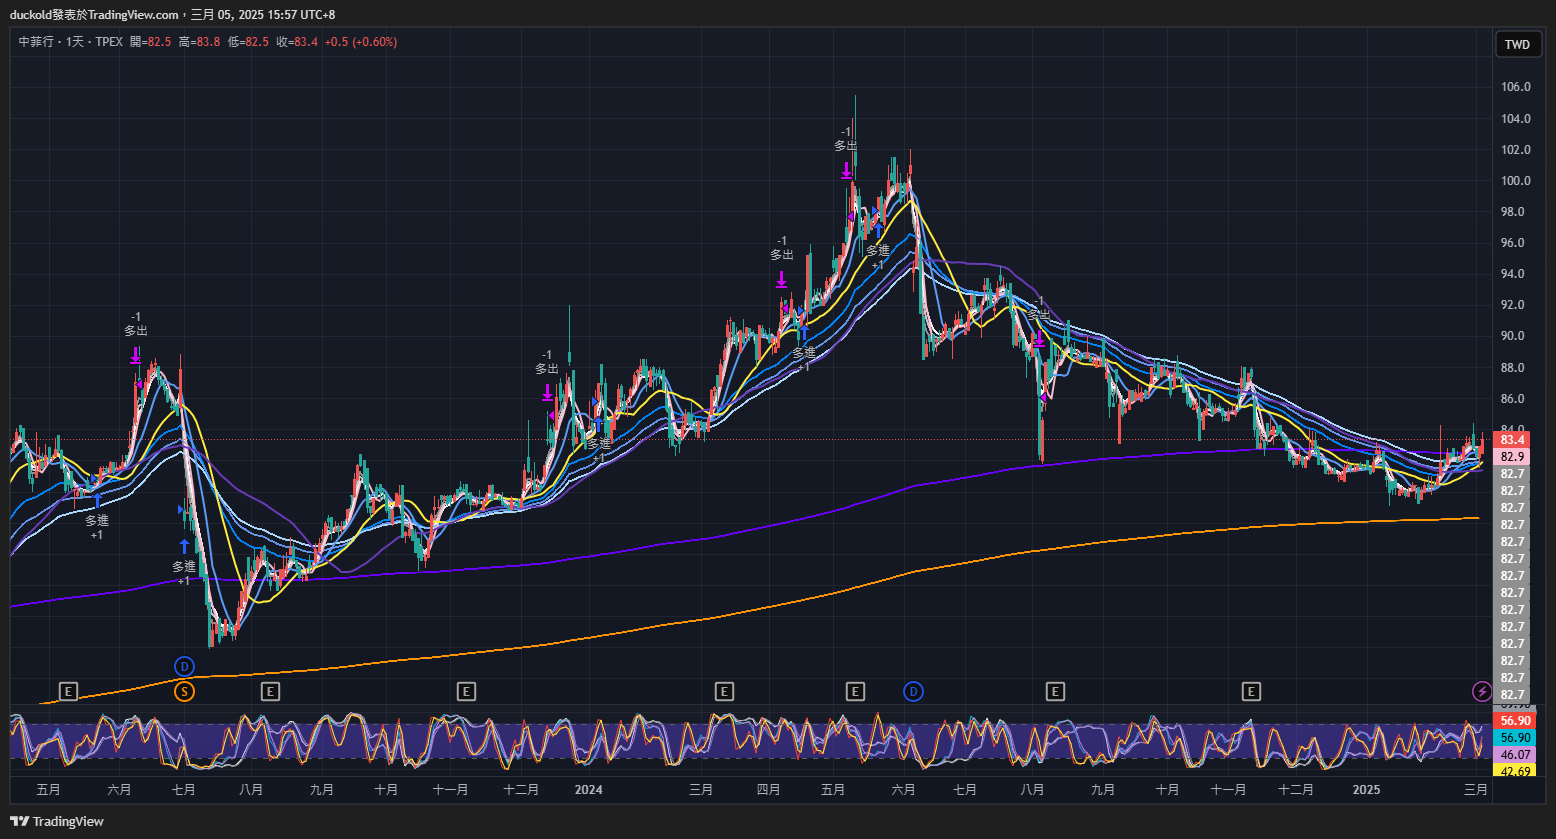 duckold發表於TradingView.com，三月 05, 2025 15:57 UTC+8
中菲行 · 1天 · TPEX 開=82.5 高=83.8 低=82.5 收=83.4 +0.5 (+0.60%)
TWD
106.0
104.0
102.0
100.0
98.0
96.0
94.0
92.0
90.0
88.0
86.0
84.0
83.4
82.9
82.7
82.7
82.7
82.7
82.7
82.7
82.7
82.7
82.7
82.7
82.7
82.7
82.7
82.7
-1
多出
多進
+1
多進
+1
-1
多出
多進
+1
-1
多出
多進
+1
-1
多出
多進
+1
-1
多出
D
D
E
S
E
E
E
E
E
E
56.90
56.90
46.07
42.69
五月 六月 七月 八月 九月 十月 十一月 十二月 2024 三月 四月 五月 六月 七月 八月 九月 十月 十一月 十二月 2025 三月
TradingView